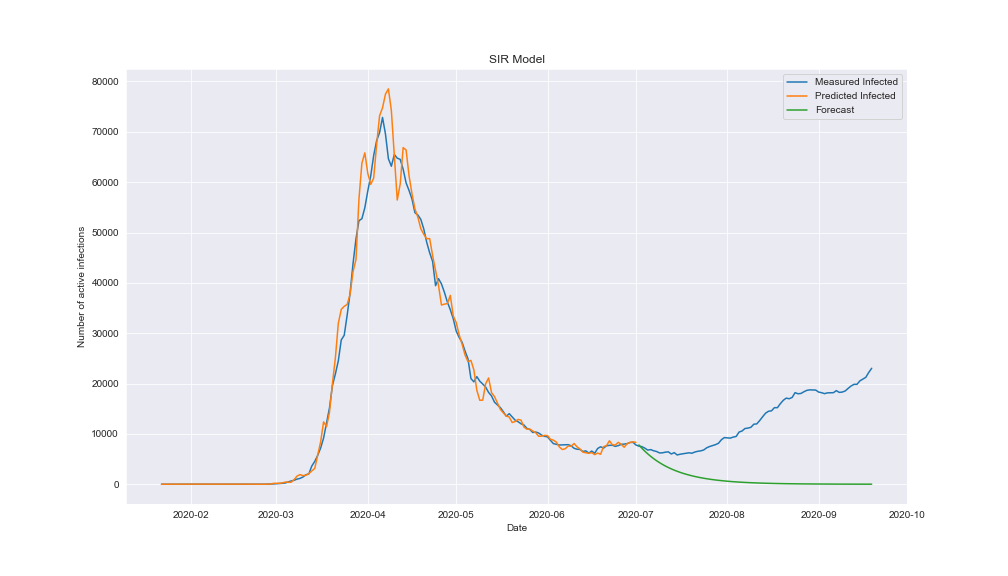 SIR Model
Measured Infected
Predicted Infected
Forecast
80000
70000
60000
50000
40000
30000
20000
10000
0
Number of active infections
2020-02 2020-03 2020-04 2020-05 2020-06 2020-07 2020-08 2020-09 2020-10
Date